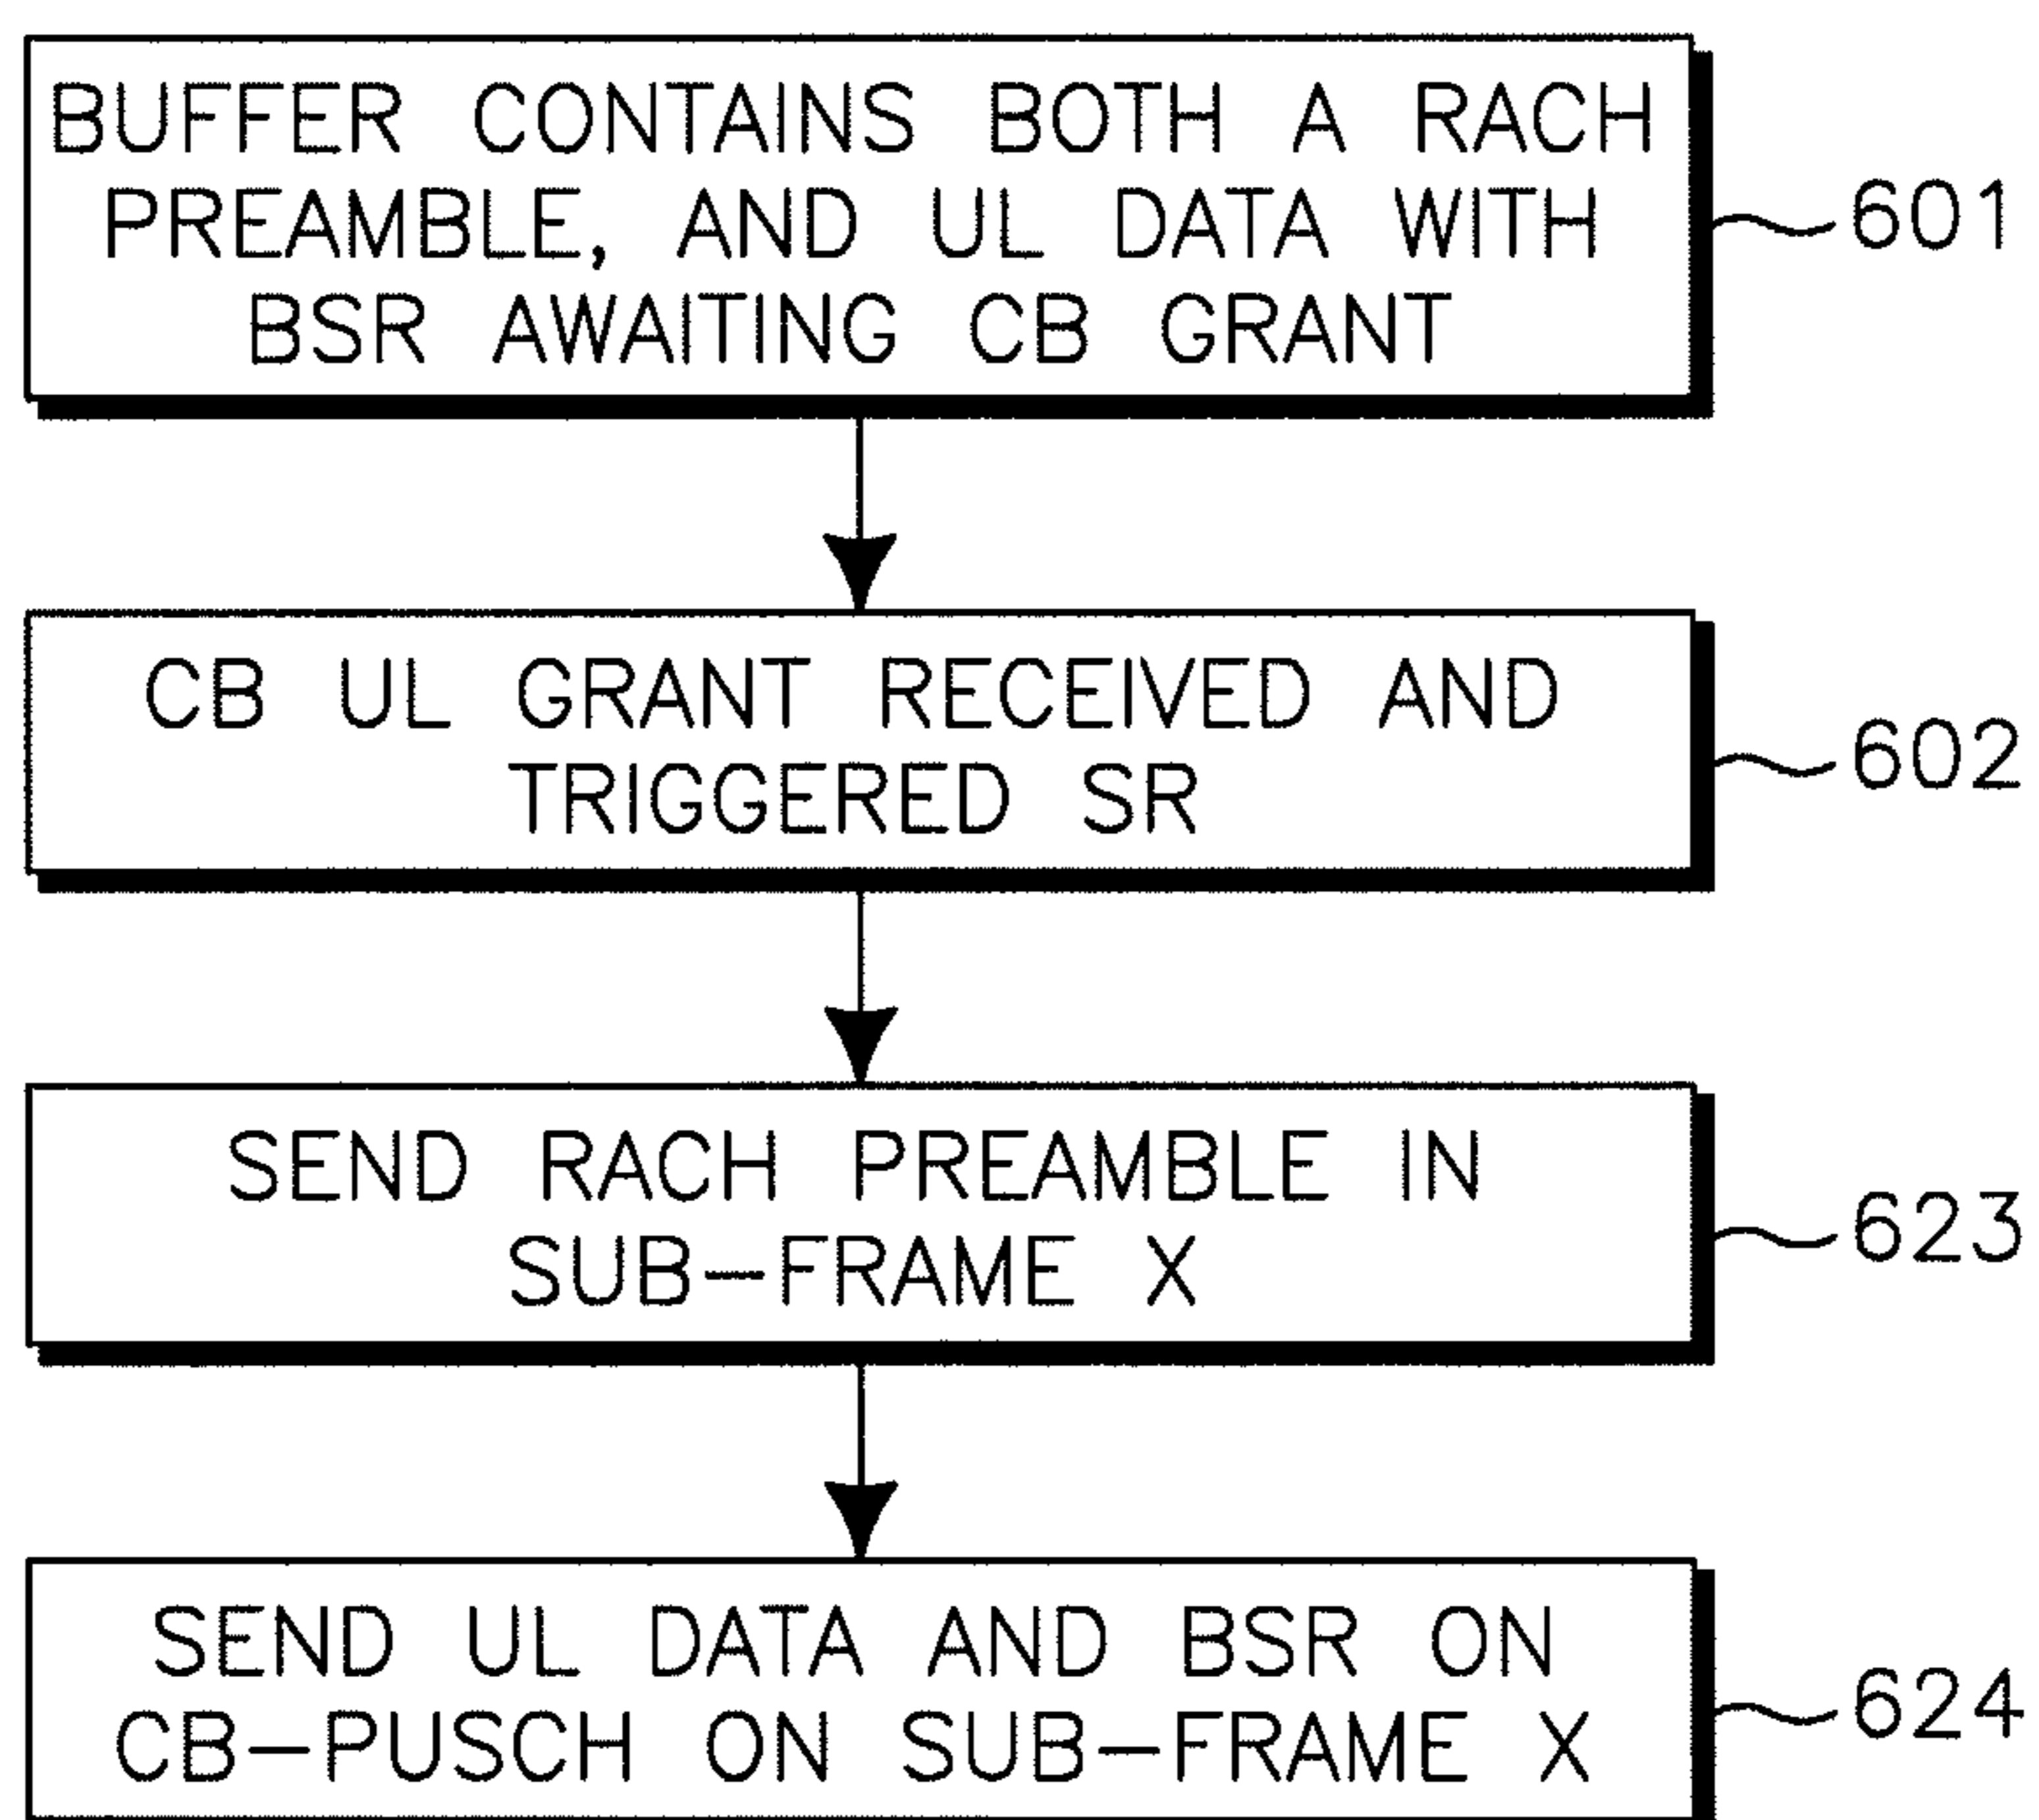 BUFFER CONTAINS BOTH A RACH
PREAMBLE, AND UL DATA WITH
BSR AWAITING CB GRANT
601
CB UL GRANT RECEIVED AND
TRIGGERED SR
602
SEND RACH PREAMBLE IN
SUB-FRAME X
623
SEND UL DATA AND BSR ON
CB-PUSCH ON SUB-FRAME X
624